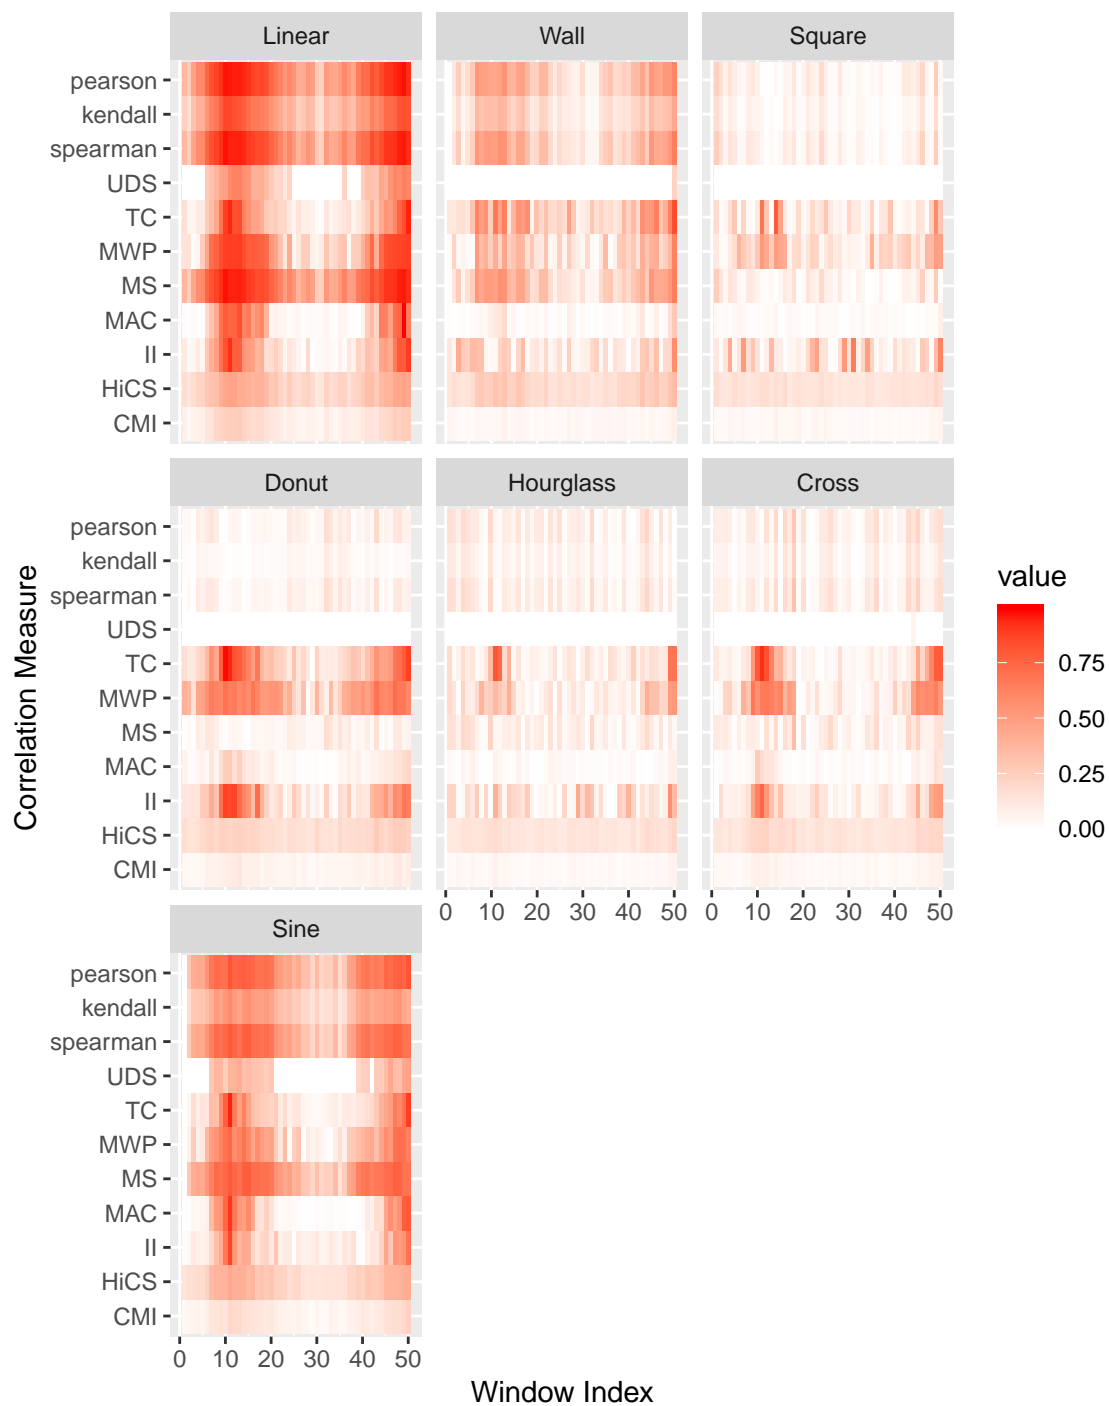 Linear
Wall
Square
pearson
kendall
spearman
UDS
TC
MWP
MS
MAC
II
HiCS
CMI
Donut
Hourglass
Cross
pearson
kendall
spearman
UDS
TC
MWP
MS
MAC
II
HiCS
CMI
0 10 20 30 40 50
0 10 20 30 40 50
Sine
pearson
kendall
spearman
UDS
TC
MWP
MS
MAC
II
HiCS
CMI
0 10 20 30 40 50
Window Index
Correlation Measure
value
0.75
0.50
0.25
0.00